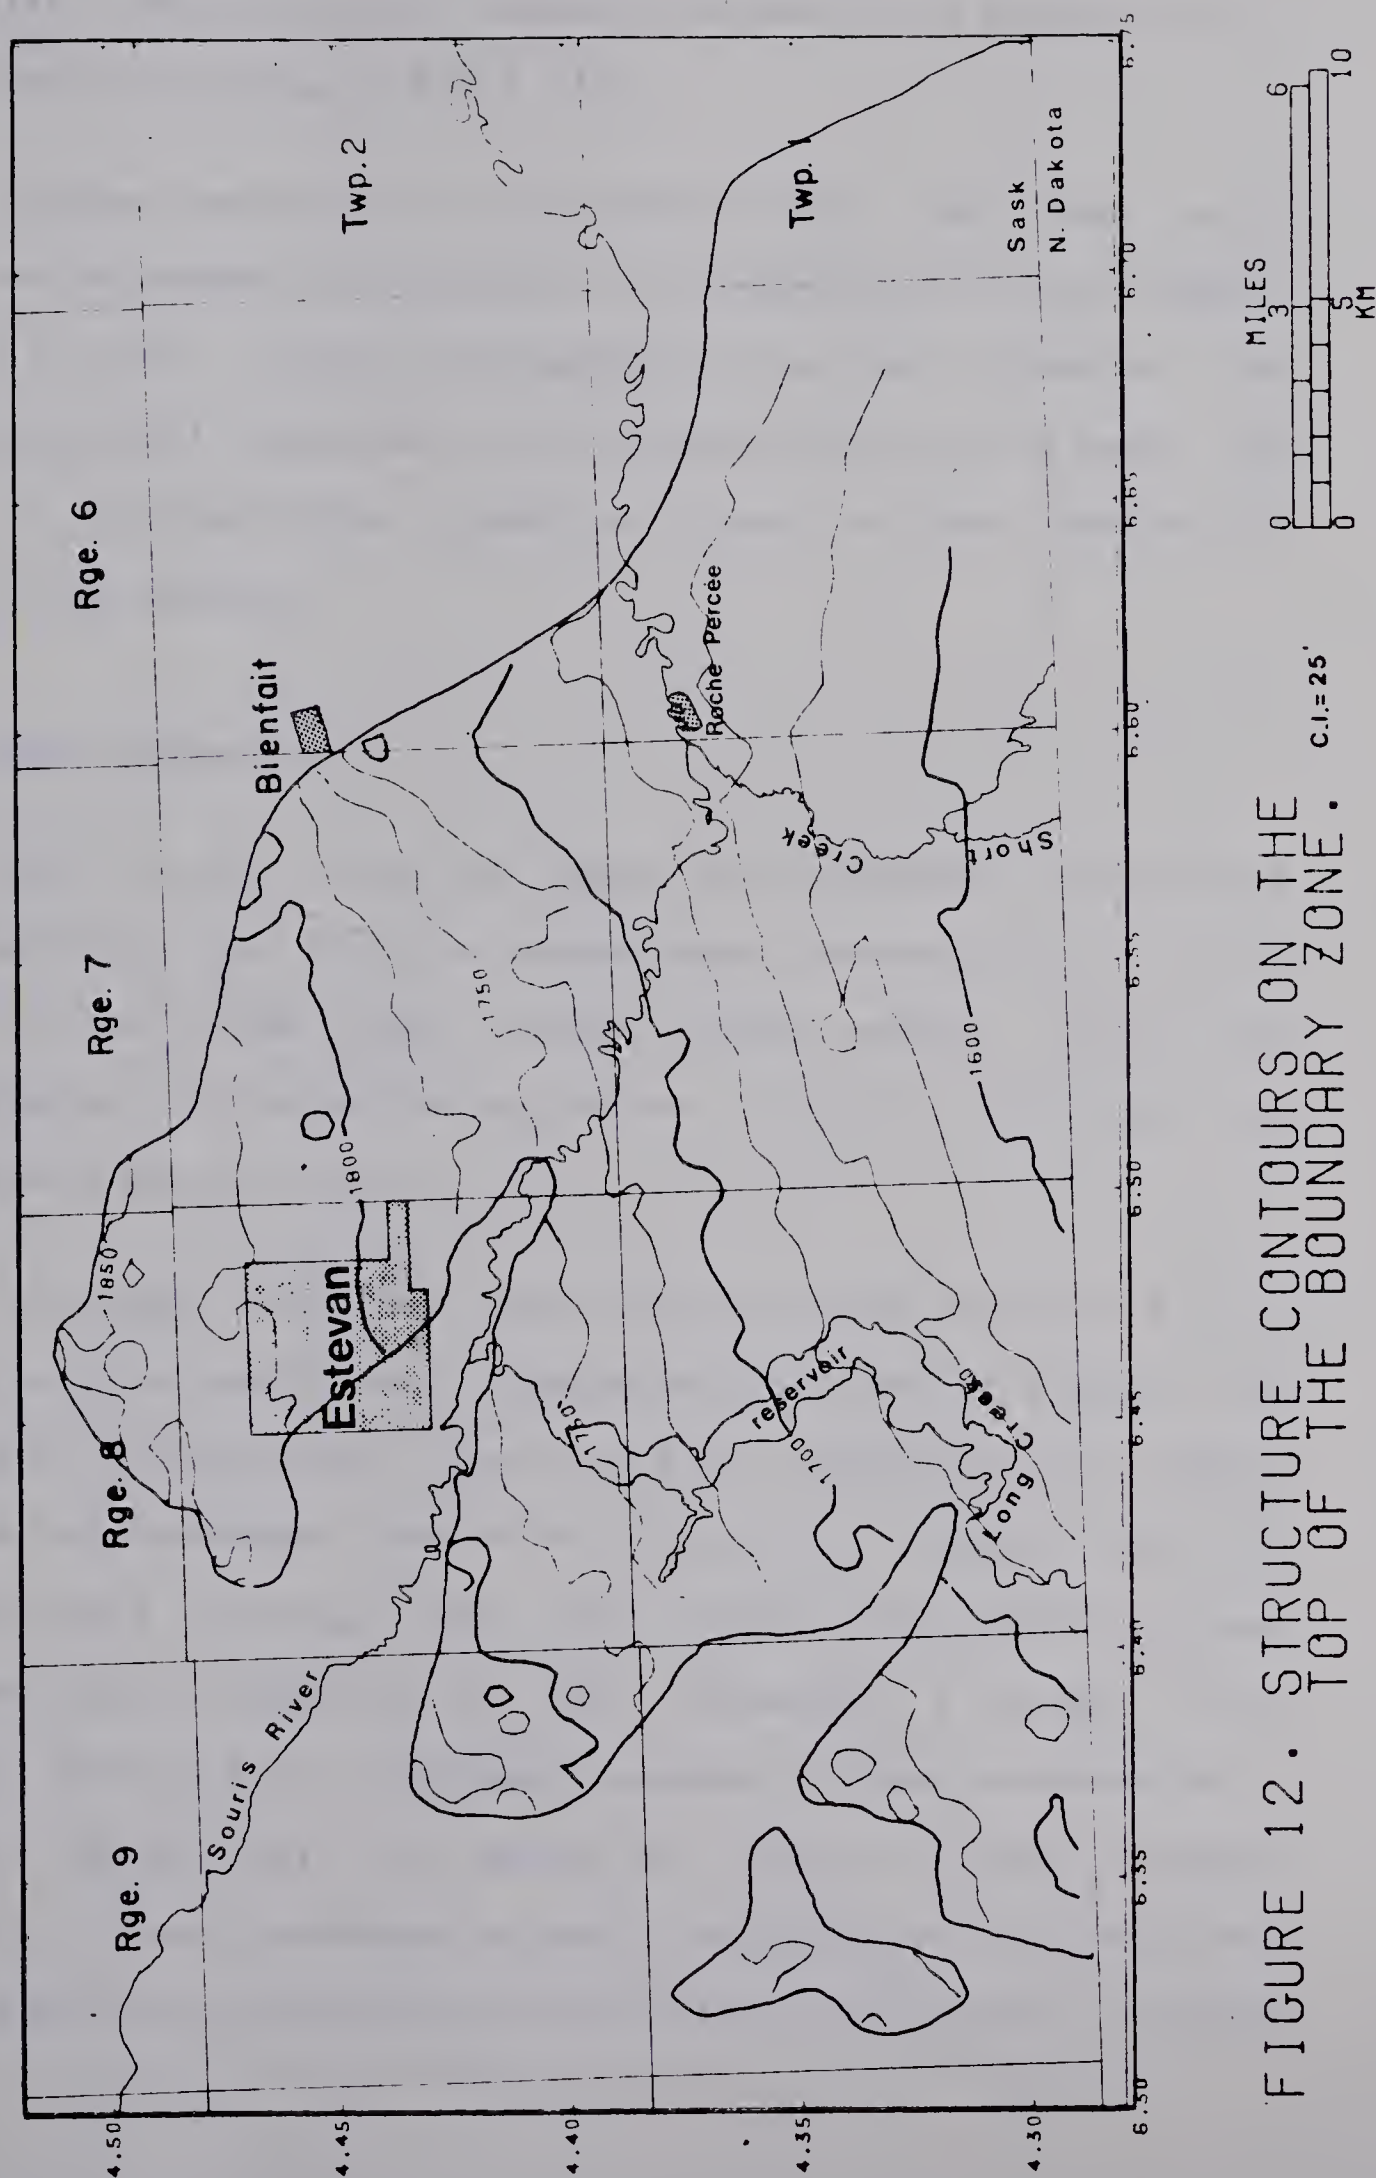 Rge. 9
Rge. 8
Rge. 7
Rge. 6
Bienfait
Twp. 2
Souris River
Estevan
1850
1800
1750
1750
1700
1600
reservoir
Long Creek
Short Creek
Roche Percée
Twp. 1
Sask
N. Dakota
4.50
4.45
4.40
4.35
4.30
6.30
6.35
6.40
6.45
6.50
6.55
6.60
6.65
6.70
6.75
FIGURE 12. STRUCTURE CONTOURS ON THE
TOP OF THE BOUNDARY ZONE. C.I.=25'
MILES
0 3 6
0 5 10
KM